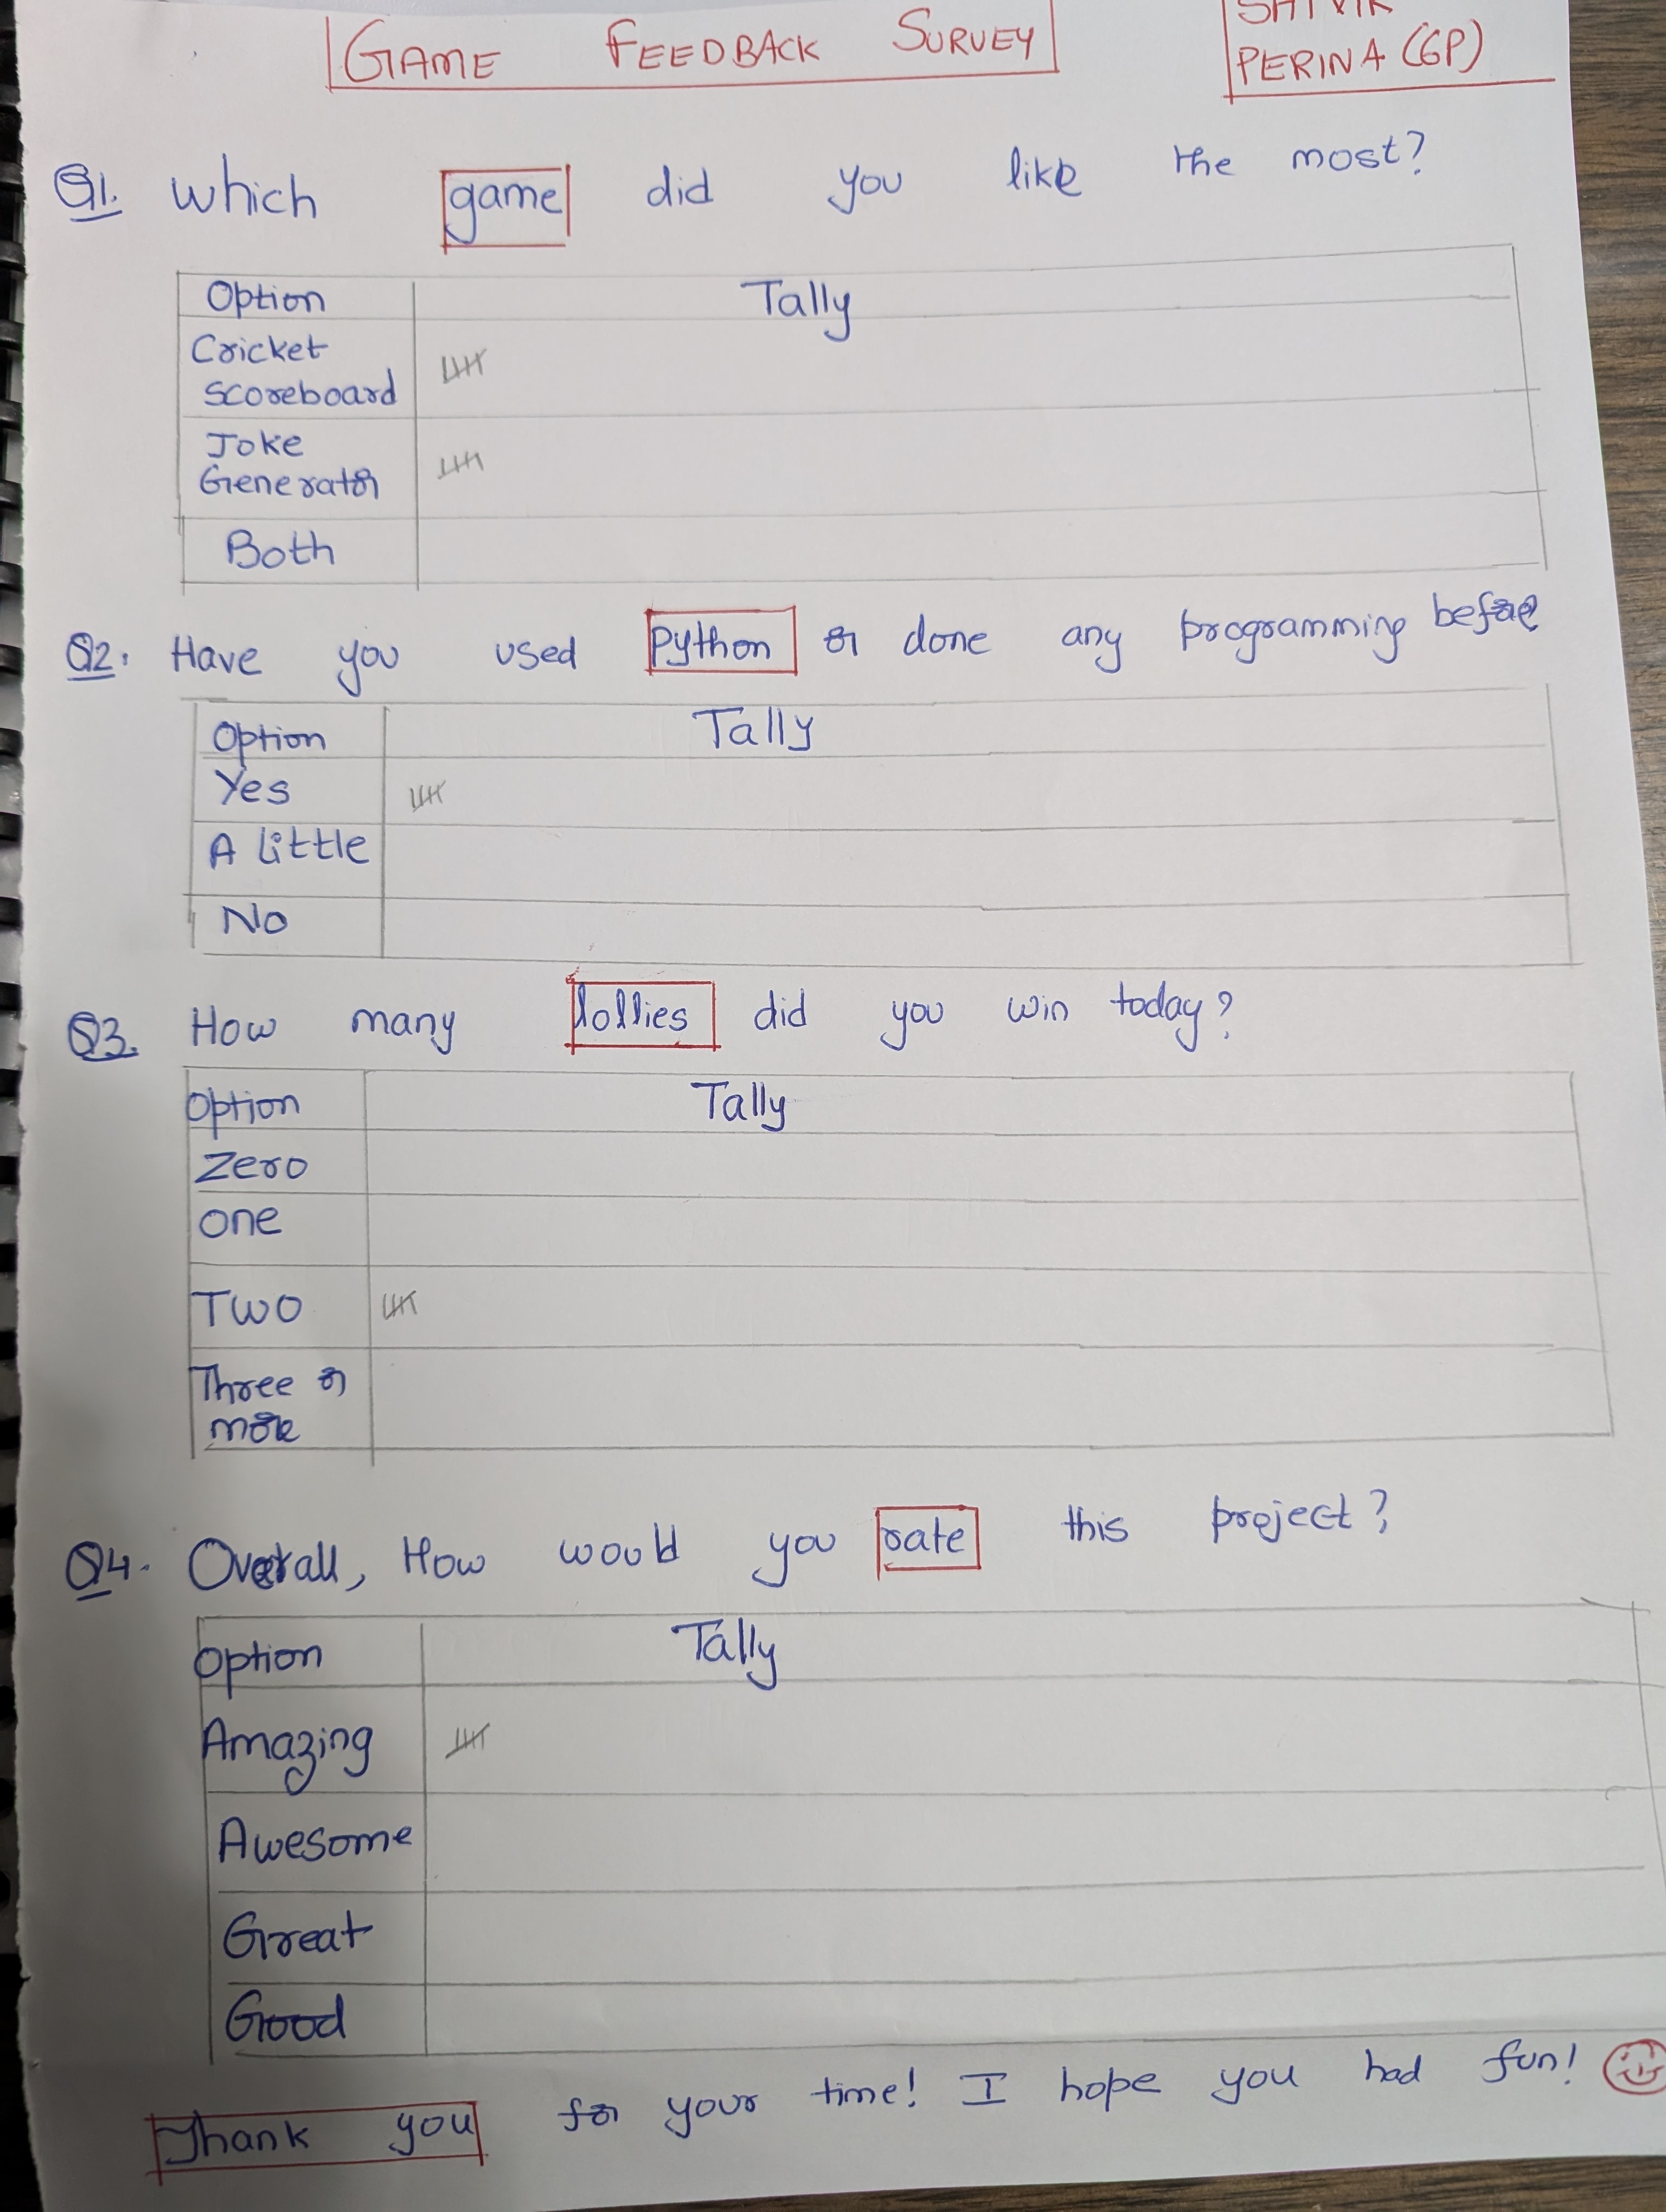 GAME FEEDBACK SURVEY
PERINA (GP)
Q1. Which game did you like the most?
Option Tally
Cricket
Scoreboard
Joke
Generator
Both
Q2. Have you used Python or done any programming before
Option Tally
Yes
A little
No
Q3. How many lollies did you win today?
Option Tally
Zero
One
Two
Three or
more
Q4. Overall, How would you rate this project?
Option Tally
Amazing
Awesome
Great
Good
Thank you for your time! I hope you had fun!